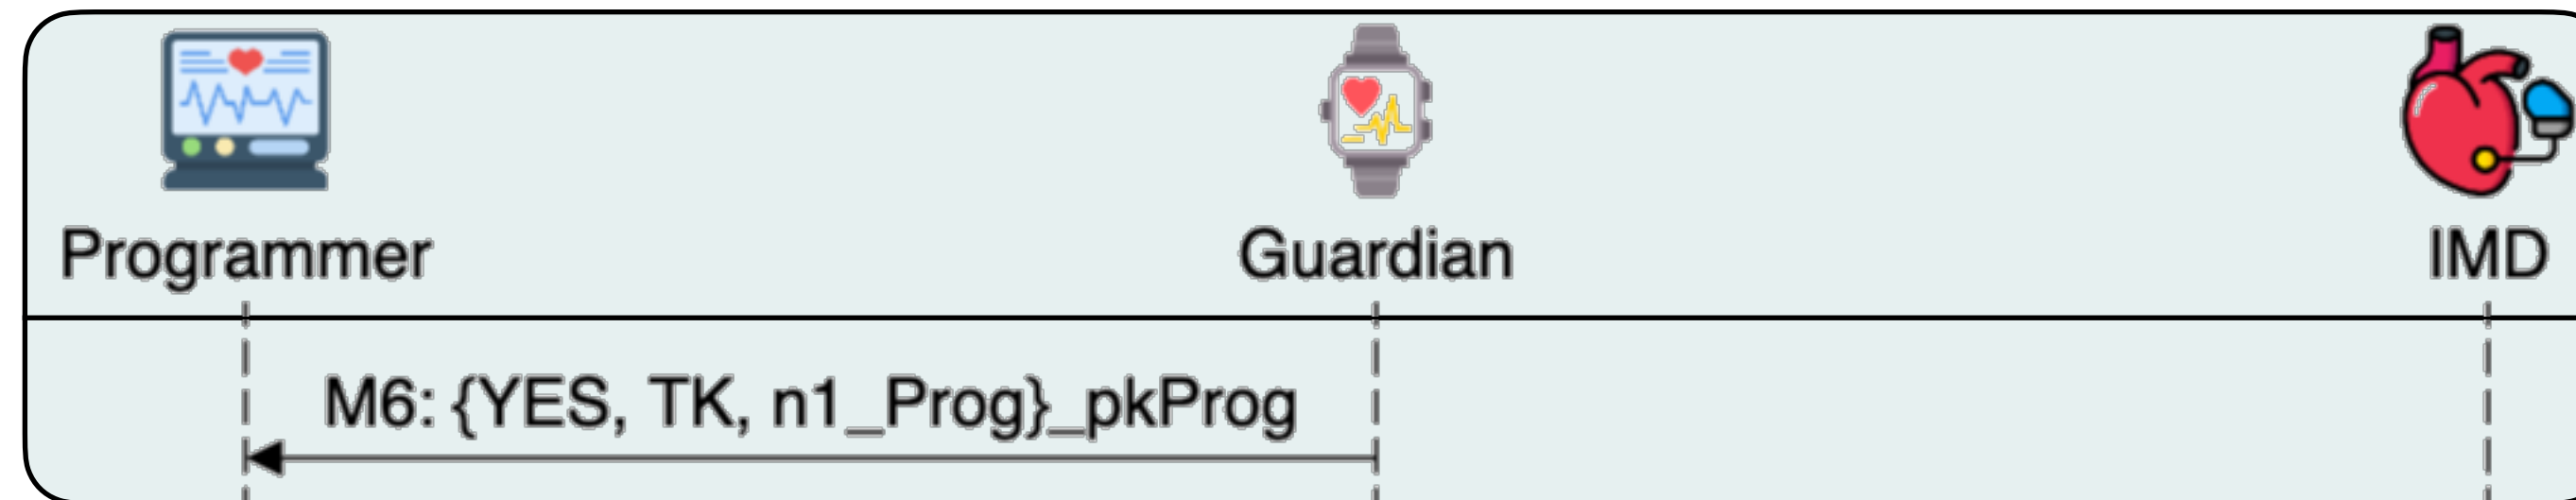 Programmer
Guardian
IMD
M6: {YES, TK, n1_Prog}_pkProg